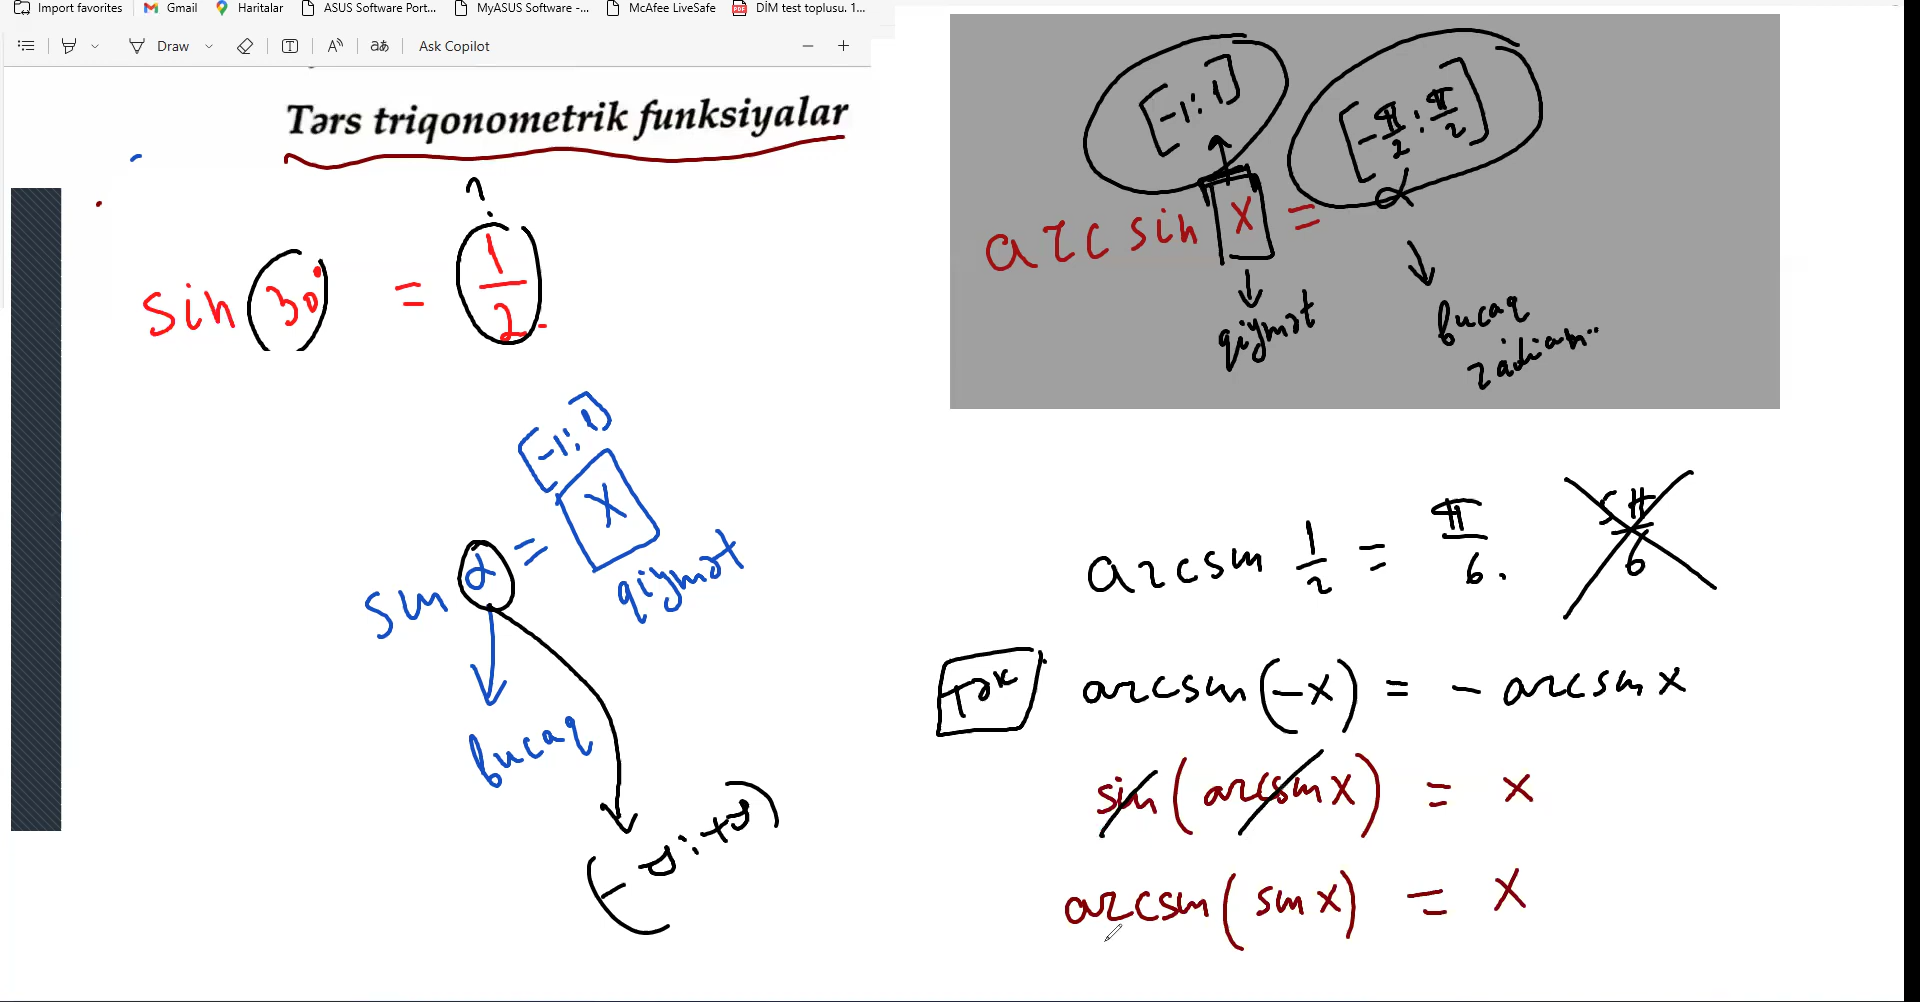 Import favorites Gmail Haritalar ASUS Software Port... MyASUS Software -... McAfee LiveSafe DİM test toplusu. 1...
Draw Ask Copilot
Tərs triqonometrik funksiyalar
?
sin 30° = 1/2
[-1; 1]
sin α = x
qiymət
bucaq
(-∞; +∞)
[-1; 1] [-π/2; π/2]
arcsin x = α
qiymət
bucaq
radian
arcsin 1/2 = π/6. 5π/6
Tək arcsin(-x) = - arcsin x
sin(arcsin x) = x
arcsin(sin x) = x